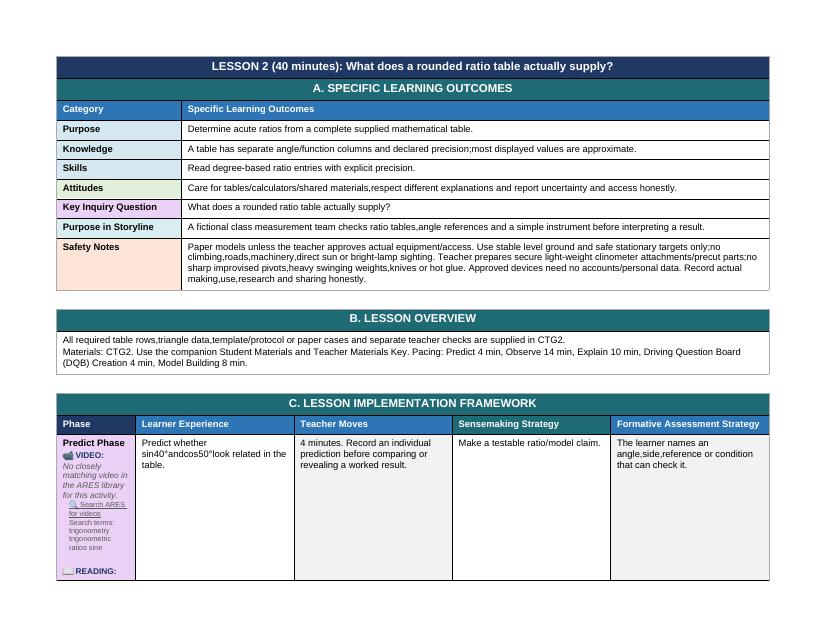 LESSON 2 (40 minutes): What does a rounded ratio table actually supply?
A. SPECIFIC LEARNING OUTCOMES
Category Specific Learning Outcomes
Purpose Determine acute ratios from a complete supplied mathematical table.
Knowledge A table has separate angle/function columns and declared precision;most displayed values are approximate.
Skills Read degree-based ratio entries with explicit precision.
Attitudes Care for tables/calculators/shared materials,respect different explanations and report uncertainty and access honestly.
Key Inquiry Question What does a rounded ratio table actually supply?
Purpose in Storyline A fictional class measurement team checks ratio tables,angle references and a simple instrument before interpreting a result.
Safety Notes Paper models unless the teacher approves actual equipment/access. Use stable level ground and safe stationary targets only;no
climbing,roads,machinery,direct sun or bright-lamp sighting. Teacher prepares secure light-weight clinometer attachments/precut parts;no
sharp improvised pivots,heavy swinging weights,knives or hot glue. Approved devices need no accounts/personal data. Record actual
making,use,research and sharing honestly.
B. LESSON OVERVIEW
All required table rows,triangle data,template/protocol or paper cases and separate teacher checks are supplied in CTG2.
Materials: CTG2. Use the companion Student Materials and Teacher Materials Key. Pacing: Predict 4 min, Observe 14 min, Explain 10 min, Driving Question Board
(DQB) Creation 4 min, Model Building 8 min.
C. LESSON IMPLEMENTATION FRAMEWORK
Phase Learner Experience Teacher Moves Sensemaking Strategy Formative Assessment Strategy
Predict Phase
📹 VIDEO:
No closely
matching video in
the ARES library
for this activity.
🔍 Search ARES
for videos
Search terms:
trigonometry
trigonometric
ratios sine
📖 READING:
Predict whether
sin40°andcos50°look related in the
table.
4 minutes. Record an individual
prediction before comparing or
revealing a worked result.
Make a testable ratio/model claim.
The learner names an
angle,side,reference or condition
that can check it.